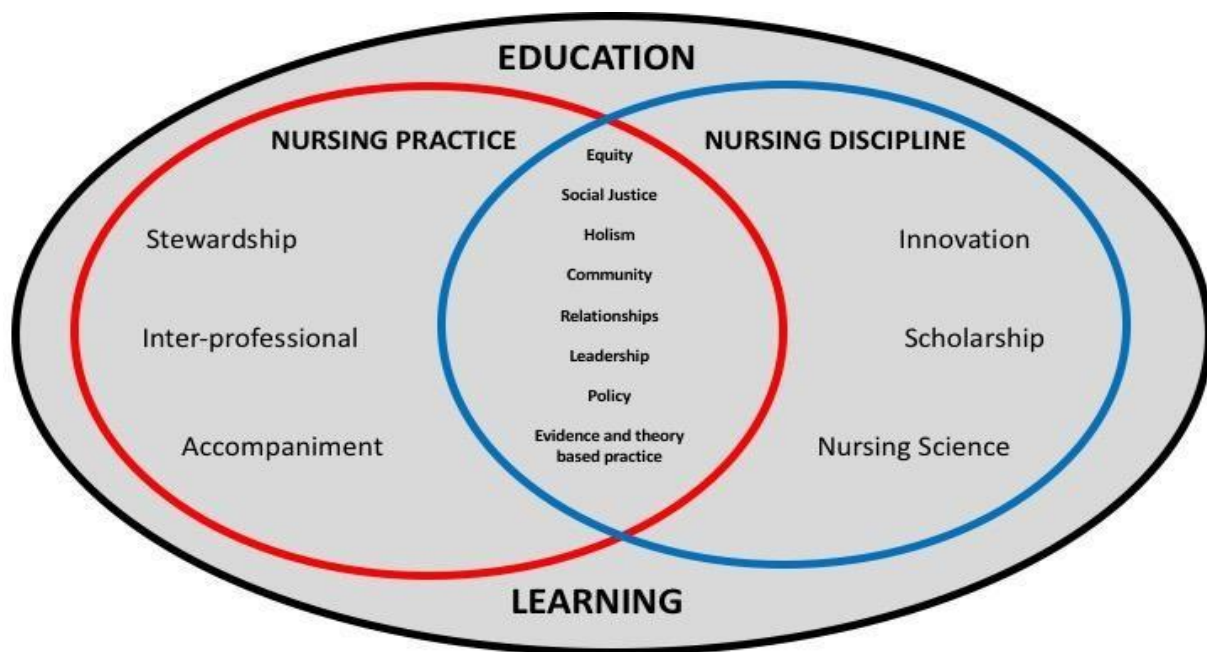 EDUCATION
NURSING PRACTICE
NURSING DISCIPLINE
Equity
Social Justice
Stewardship
Holism
Innovation
Community
Relationships
Inter-professional
Scholarship
Leadership
Policy
Accompaniment
Evidence and theory
based practice
Nursing Science
LEARNING